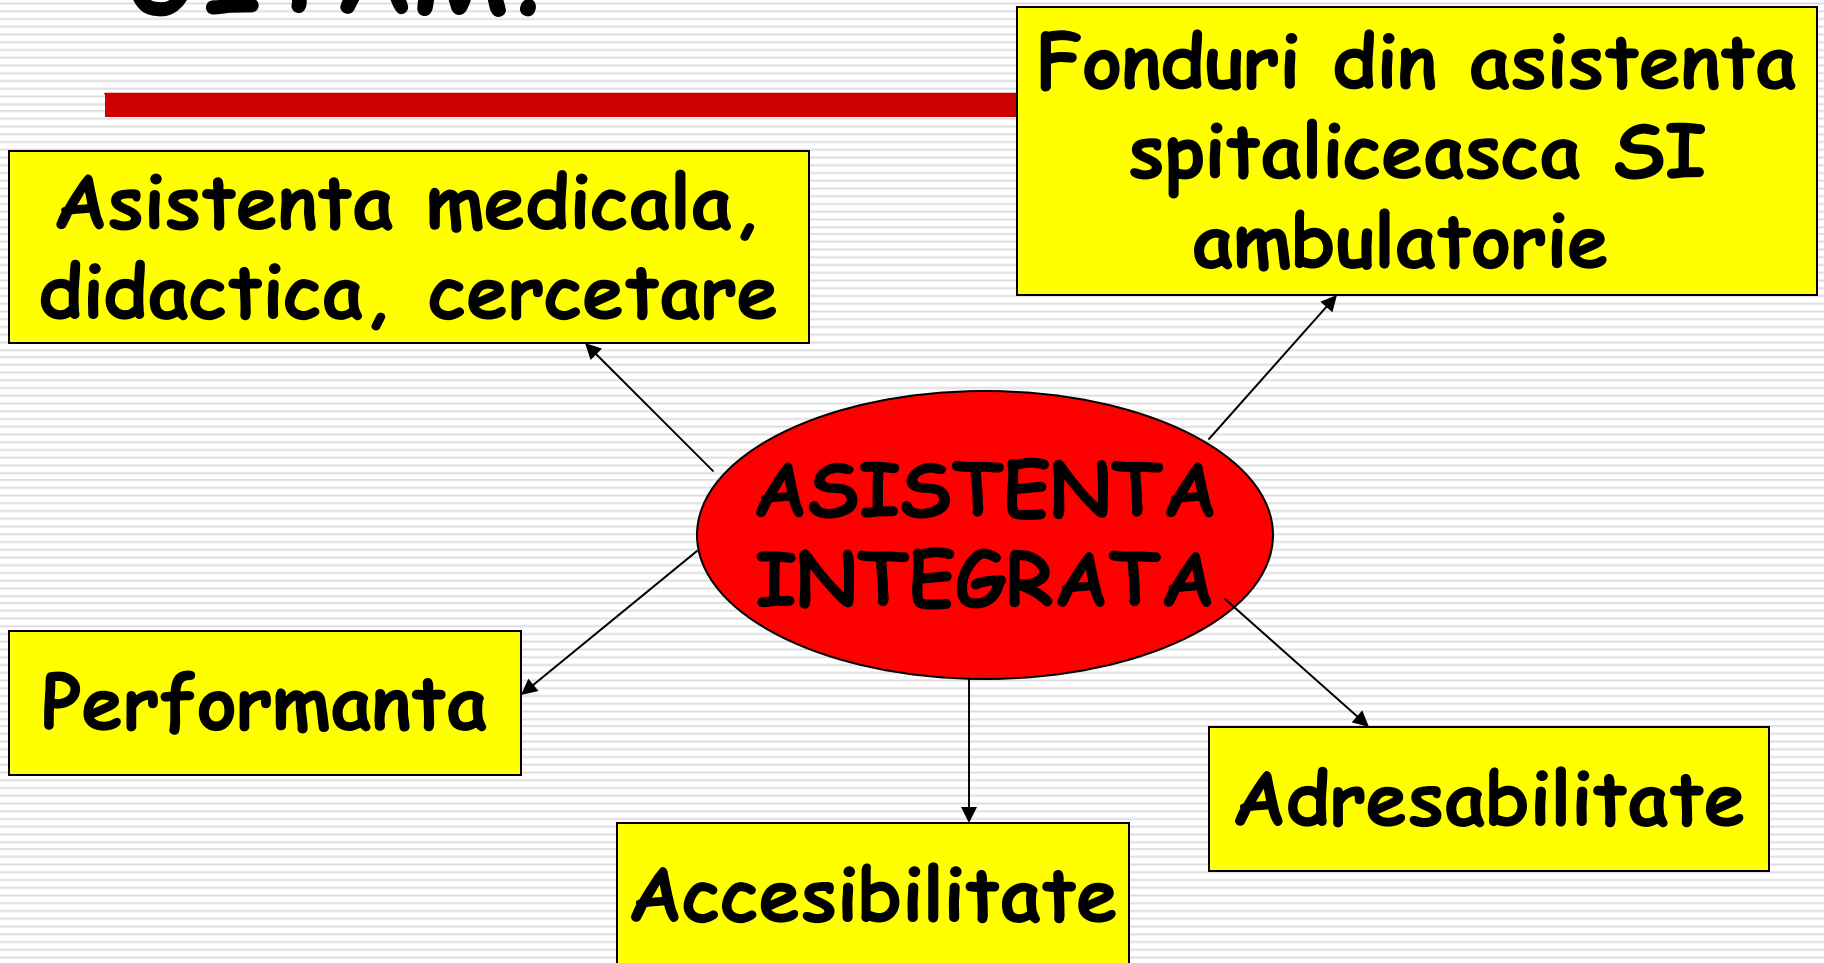 Fonduri din asistenta
spitaliceasca SI
ambulatorie
Asistenta medicala,
didactica, cercetare
ASISTENTA
INTEGRATA
Performanta
Adresabilitate
Accesibilitate